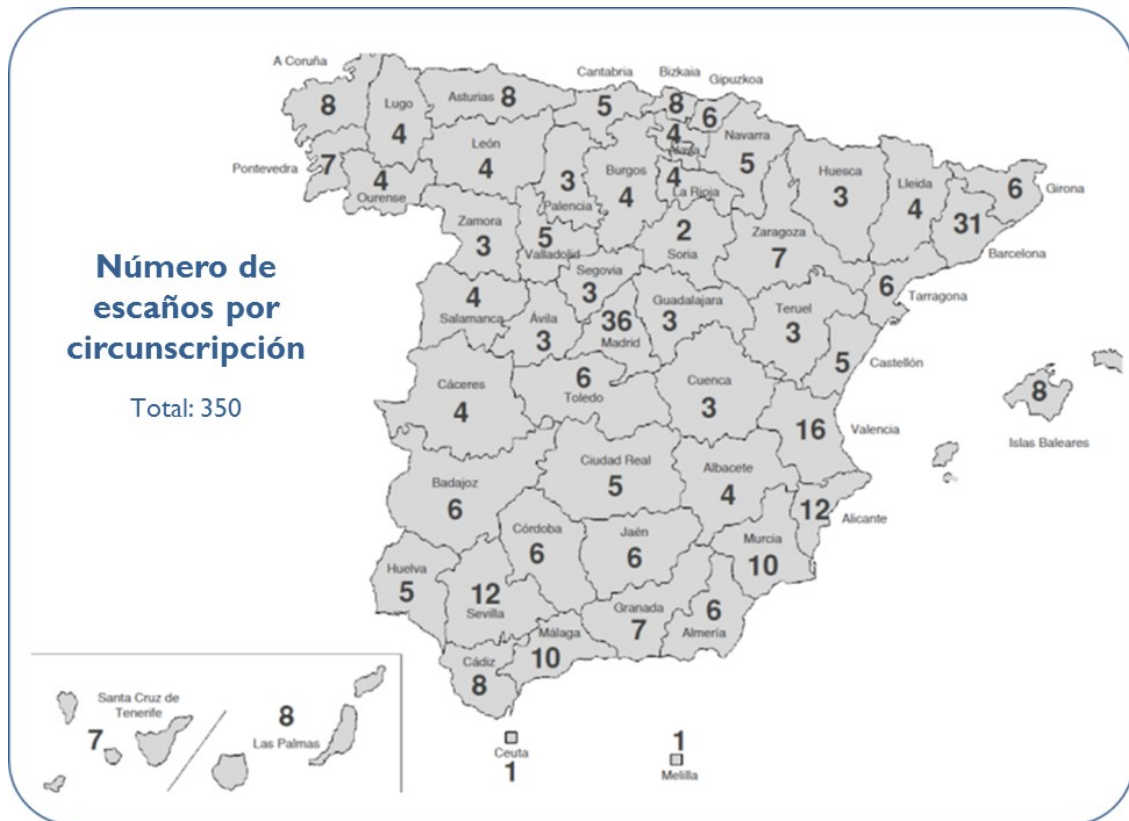 Número de
escaños por
circunscripción
Total: 350
A Coruña
8
Lugo
4
Asturias 8
Cantabria
5
Bizkaia
8
Gipuzkoa
6
4
Navarra
5
Pontevedra
7
4
Ourense
León
4
3
Palencia
Burgos
4
4
La Rioja
Huesca
3
Lleida
4
6
Girona
31
Barcelona
Zamora
3
5
Valladolid
2
Soria
Zaragoza
7
6
Tarragona
4
Salamanca
Ávila
3
Segovia
3
36
Madrid
Guadalajara
3
Teruel
3
5
Castellón
Cáceres
4
6
Toledo
Cuenca
3
16
Valencia
8
Islas Baleares
Badajoz
6
Ciudad Real
5
Albacete
4
12
Alicante
Huelva
5
12
Sevilla
Córdoba
6
Jaén
6
Murcia
10
Granada
7
6
Almería
Málaga
10
Cádiz
8
Santa Cruz de
Tenerife
7
8
Las Palmas
Ceuta
1
1
Melilla